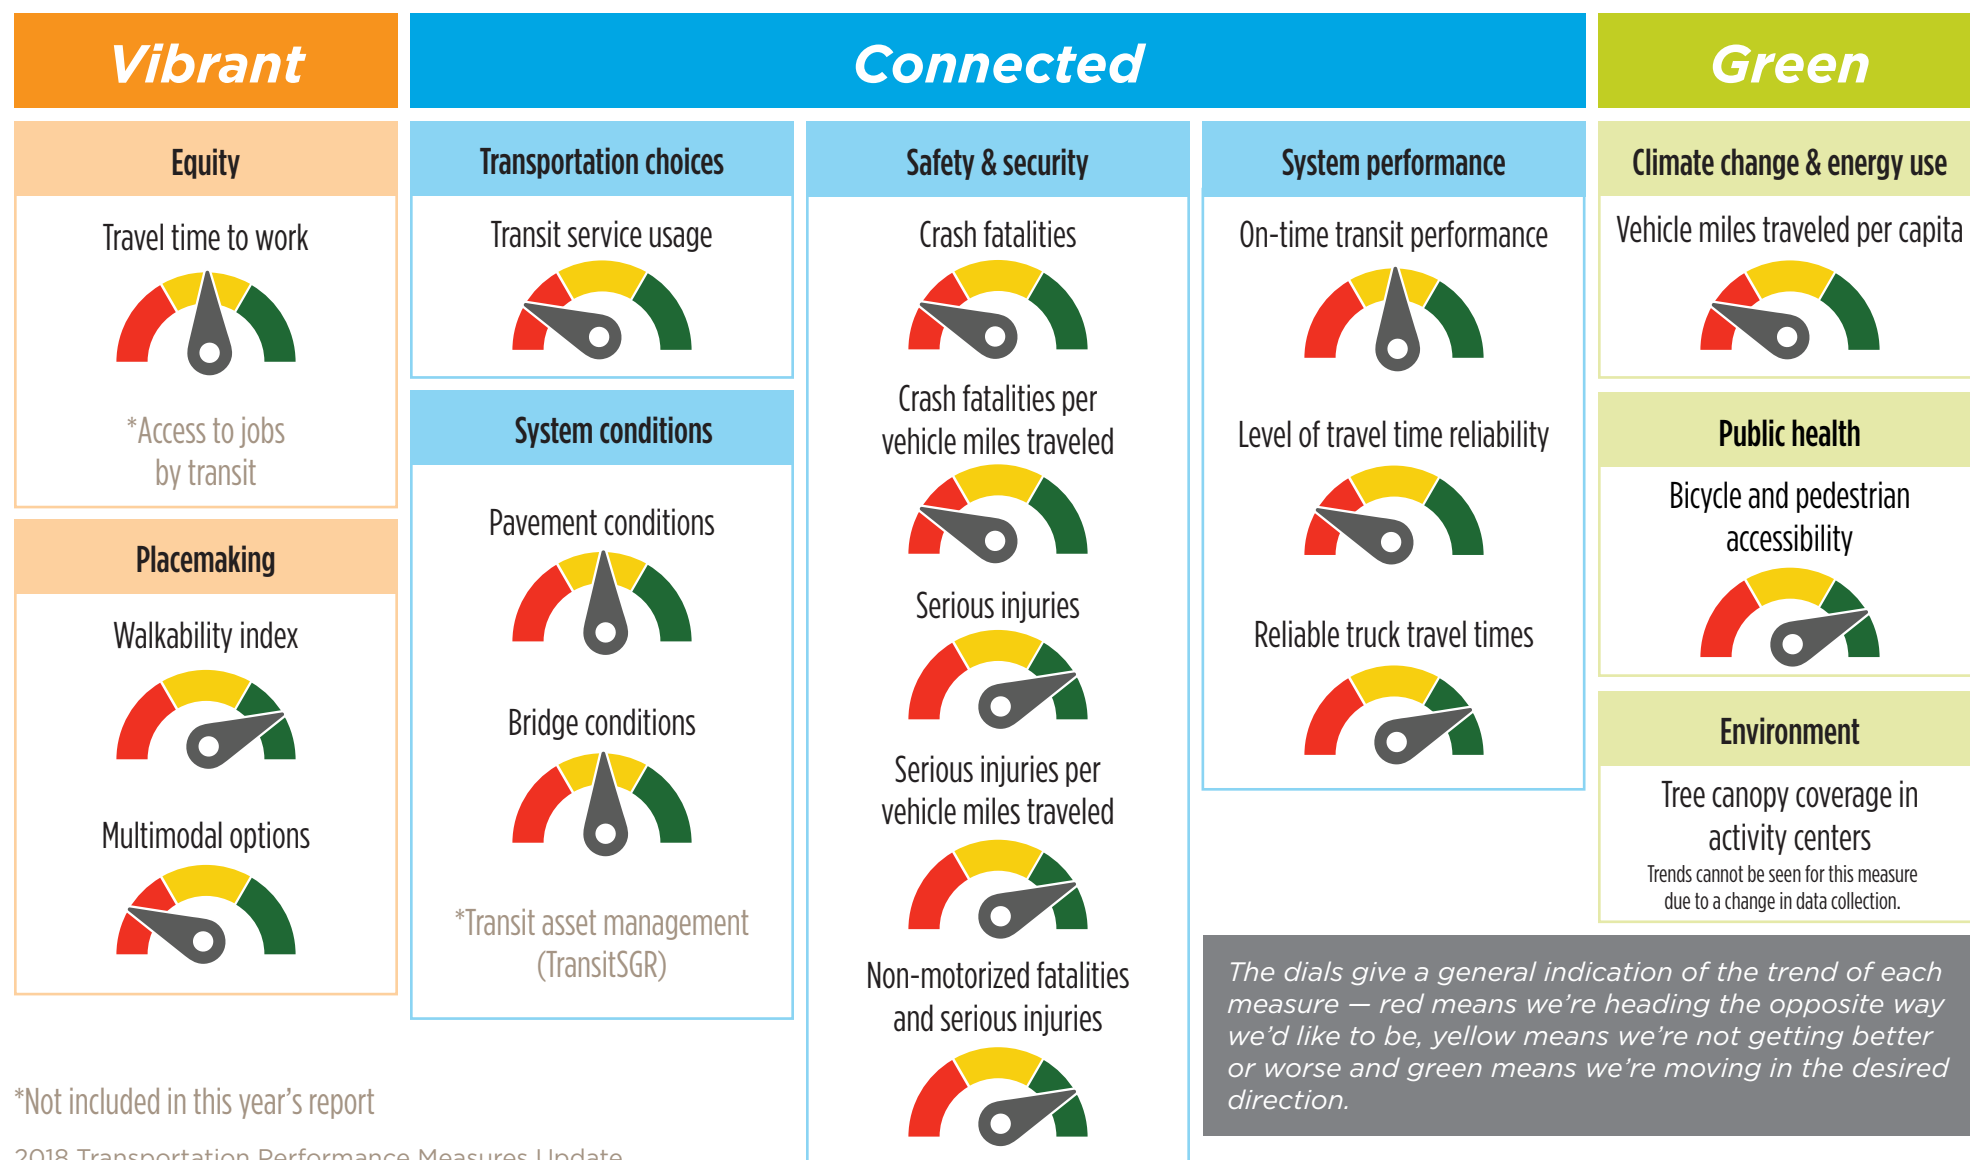 Vibrant
Equity
Travel time to work
*Access to jobs
by transit
Placemaking
Walkability index
Multimodal options
Connected
Transportation choices
Transit service usage
System conditions
Pavement conditions
Bridge conditions
*Transit asset management
(TransitSGR)
Safety & security
Crash fatalities
Crash fatalities per
vehicle miles traveled
Serious injuries
Serious injuries per
vehicle miles traveled
Non-motorized fatalities
and serious injuries
System performance
On-time transit performance
Level of travel time reliability
Reliable truck travel times
Green
Climate change & energy use
Vehicle miles traveled per capita
Public health
Bicycle and pedestrian
accessibility
Environment
Tree canopy coverage in
activity centers
Trends cannot be seen for this measure
due to a change in data collection.
The dials give a general indication of the trend of each
measure — red means we’re heading the opposite way
we’d like to be, yellow means we’re not getting better
or worse and green means we’re moving in the desired
direction.
*Not included in this year’s report
2018 Transportation Performance Measures Update